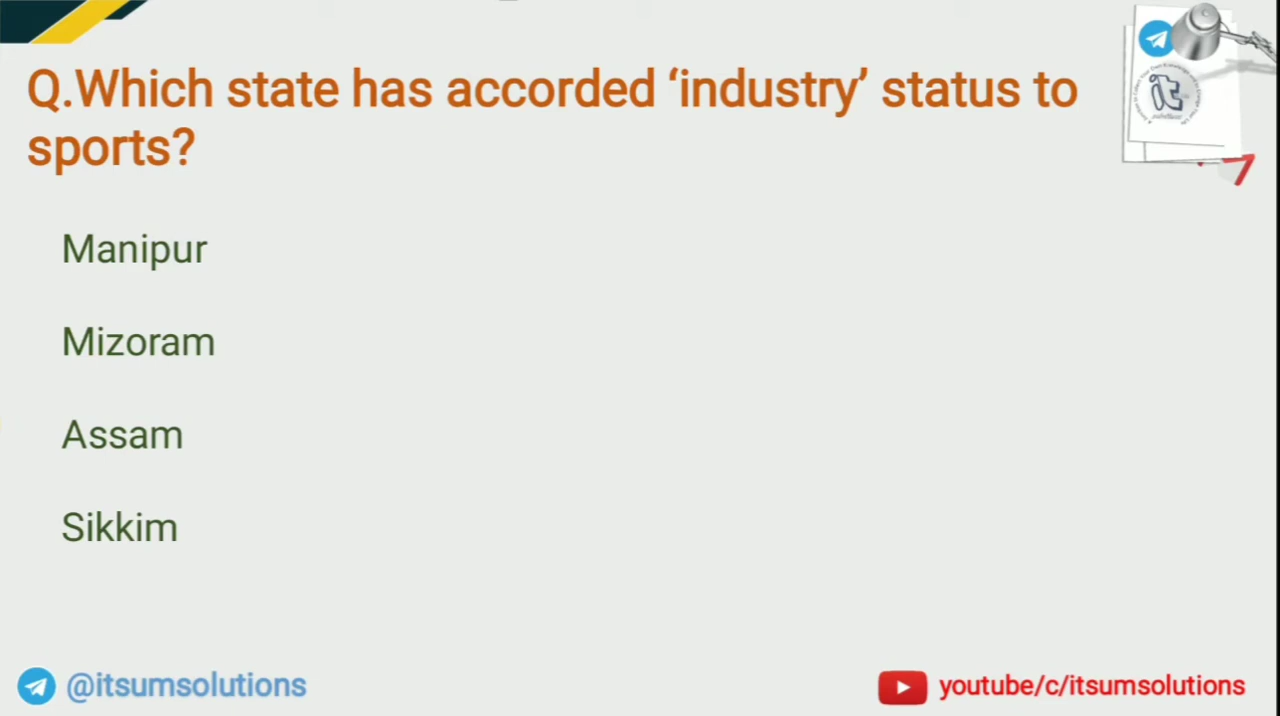 Q.Which state has accorded ‘industry’ status to
sports?
Manipur
Mizoram
Assam
Sikkim
@itsumsolutions
youtube/c/itsumsolutions